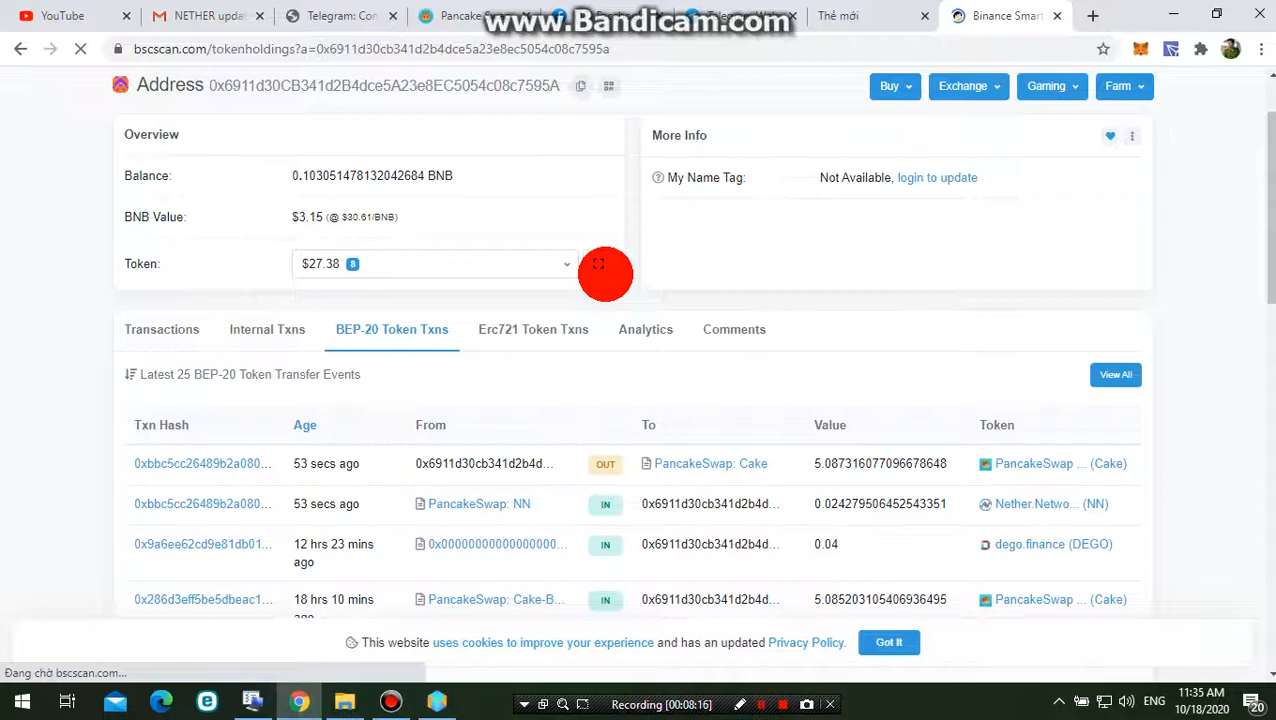 YouTube
NETHER updat
Telegram: Con
Pancake S
www.Bandicam.com
Thẻ mới
Binance Smart
bscscan.com/tokenholdings?a=0x6911d30cb341d2b4dce5a23e8ec5054c08c7595a
Address 0x6911d30CB341d2B4dce5A23e8EC5054c08c7595A
Buy
Exchange
Gaming
Farm
Overview
Balance: 0.103051478132042684 BNB
BNB Value: $3.15 (@ $30.61/BNB)
Token: $27.38 8
More Info
My Name Tag: Not Available, login to update
Transactions
Internal Txns
BEP-20 Token Txns
Erc721 Token Txns
Analytics
Comments
Latest 25 BEP-20 Token Transfer Events
View All
Txn Hash Age From To Value Token
0xbbc5cc26489b2a080... 53 secs ago 0x6911d30cb341d2b4d... OUT PancakeSwap: Cake 5.087316077096678648 PancakeSwap ... (Cake)
0xbbc5cc26489b2a080... 53 secs ago PancakeSwap: NN IN 0x6911d30cb341d2b4d... 0.024279506452543351 Nether.Netwo... (NN)
0x9a6ee62cd9e81db01... 12 hrs 23 mins ago 0x00000000000000000... IN 0x6911d30cb341d2b4d... 0.04 dego.finance (DEGO)
0x286d3eff5be5dbeac1... 18 hrs 10 mins PancakeSwap: Cake-B... IN 0x6911d30cb341d2b4d... 5.085203105406936495 PancakeSwap ... (Cake)
This website uses cookies to improve your experience and has an updated Privacy Policy.
Got It
Đang chờ bscscan.com...
Recording [00:08:16]
ENG
11:35 AM
10/18/2020
20